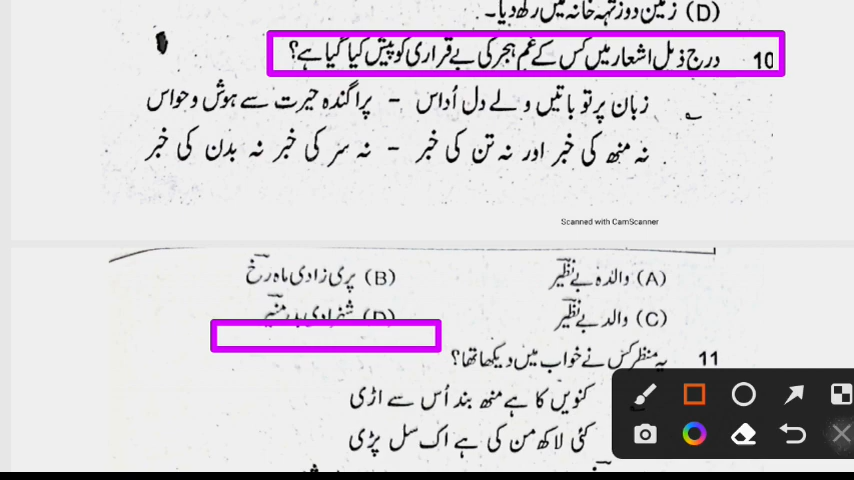 (D) زمین دوز تہہ خانہ میں رکھ دیا۔
10 درج ذیل اشعار میں کس کے غم ہجر کی بے قراری کو پیش کیا گیا ہے؟
زبان پر تو باتیں و لے دل اُداس - پراگندہ حیرت سے ہوش و حواس
نہ منھ کی خبر اور نہ تن کی خبر - نہ سر کی خبر نہ بدن کی خبر
Scanned with CamScanner
(A) والدہ بے نظیر (B) پری زادی ماہ رخ
(C) والد بے نظیر (D) شہزادی بدر منیر
11 یہ منظر کس نے خواب میں دیکھا تھا؟
کنویں کا ہے منھ بند اُس سے اڑی
کئی لاکھ من کی ہے اک سل پڑی